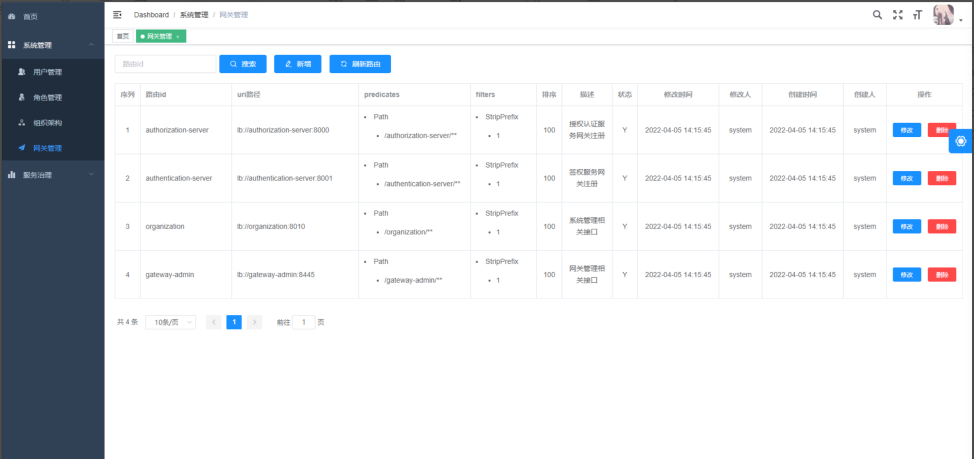 首页
系统管理
用户管理
角色管理
组织架构
网关管理
服务治理
Dashboard / 系统管理 / 网关管理
首页
网关管理 ×
路由id
搜索
新增
刷新路由
序列 路由id uri路径 predicates filters 排序 描述 状态 修改时间 修改人 创建时间 创建人 操作
1 authorization-server lb://authorization-server:8000 • Path • /authorization-server/** • StripPrefix • 1 100 授权认证服务网关注册 Y 2022-04-05 14:15:45 system 2022-04-05 14:15:45 system 修改 删除
2 authentication-server lb://authentication-server:8001 • Path • /authentication-server/** • StripPrefix • 1 100 签权服务网关注册 Y 2022-04-05 14:15:45 system 2022-04-05 14:15:45 system 修改 删除
3 organization lb://organization:8010 • Path • /organization/** • StripPrefix • 1 100 系统管理相关接口 Y 2022-04-05 14:15:45 system 2022-04-05 14:15:45 system 修改 删除
4 gateway-admin lb://gateway-admin:8445 • Path • /gateway-admin/** • StripPrefix • 1 100 网关管理相关接口 Y 2022-04-05 14:15:45 system 2022-04-05 14:15:45 system 修改 删除
共 4 条 10条/页 1 前往 1 页